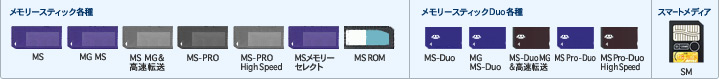 メモリースティック各種
MS
MG MS
MS MG&
高速転送
MS-PRO
MS-PRO
High Speed
MSメモリー
セレクト
MS ROM
メモリースティックDuo各種
MS-Duo
MG
MS-Duo
MS-Duo MG
&高速転送
MS Pro-Duo
MS Pro-Duo
High Speed
スマートメディア
SM